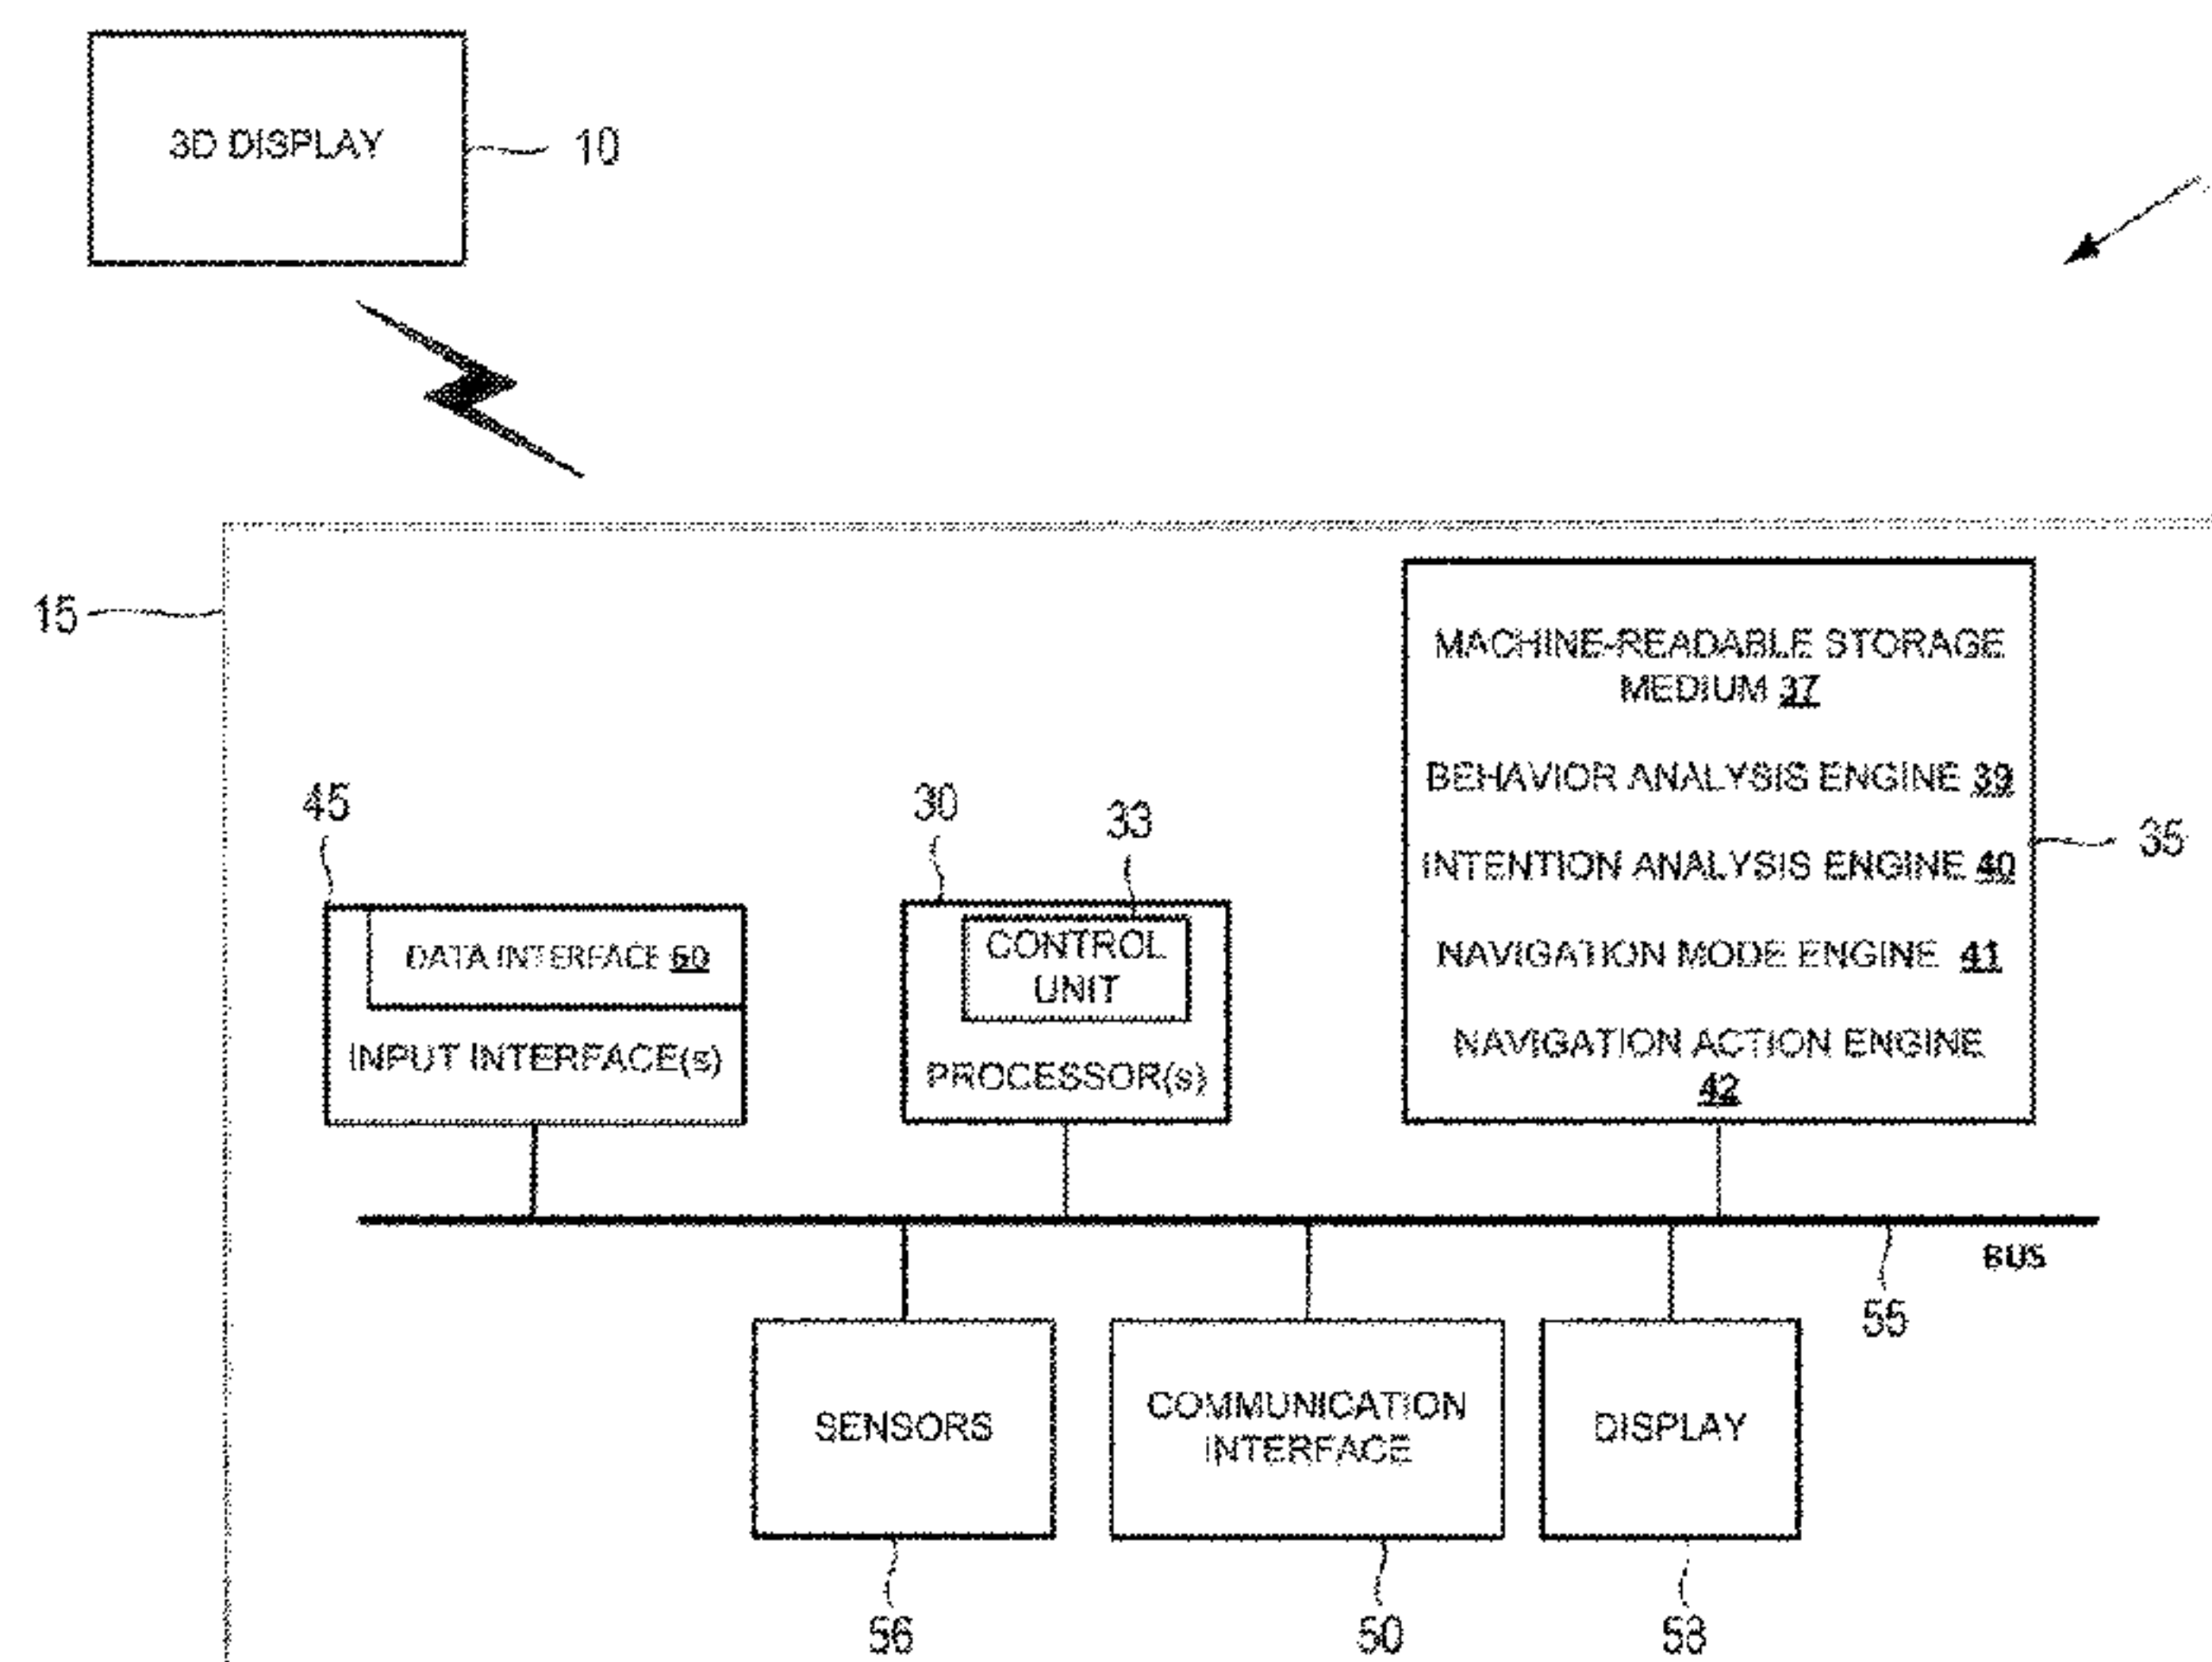 3D DISPLAY
10
15
MACHINE-READABLE STORAGE
MEDIUM 37
BEHAVIOR ANALYSIS ENGINE 39
INTENTION ANALYSIS ENGINE 40
NAVIGATION MODE ENGINE 41
NAVIGATION ACTION ENGINE
42
35
45
DATA INTERFACE 60
INPUT INTERFACE(s)
30
33
CONTROL
UNIT
PROCESSOR(s)
BUS
55
SENSORS
COMMUNICATION
INTERFACE
DISPLAY
56
50
58